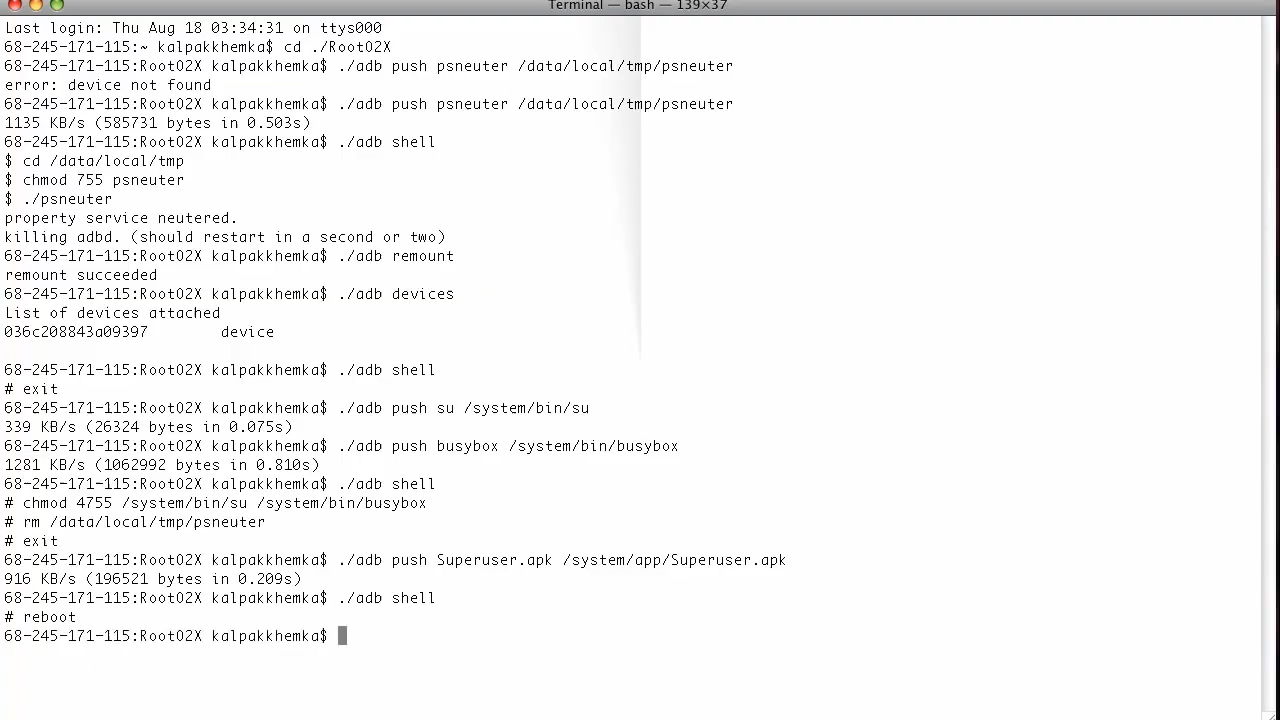 Terminal — bash — 139×37
Last login: Thu Aug 18 03:34:31 on ttys000
68-245-171-115:~ kalpakkhemka$ cd ./Root02X
68-245-171-115:Root02X kalpakkhemka$ ./adb push psneuter /data/local/tmp/psneuter
error: device not found
68-245-171-115:Root02X kalpakkhemka$ ./adb push psneuter /data/local/tmp/psneuter
1135 KB/s (585731 bytes in 0.503s)
68-245-171-115:Root02X kalpakkhemka$ ./adb shell
$ cd /data/local/tmp
$ chmod 755 psneuter
$ ./psneuter
property service neutered.
killing adbd. (should restart in a second or two)
68-245-171-115:Root02X kalpakkhemka$ ./adb remount
remount succeeded
68-245-171-115:Root02X kalpakkhemka$ ./adb devices
List of devices attached
036c208843a09397        device
68-245-171-115:Root02X kalpakkhemka$ ./adb shell
# exit
68-245-171-115:Root02X kalpakkhemka$ ./adb push su /system/bin/su
339 KB/s (26324 bytes in 0.075s)
68-245-171-115:Root02X kalpakkhemka$ ./adb push busybox /system/bin/busybox
1281 KB/s (1062992 bytes in 0.810s)
68-245-171-115:Root02X kalpakkhemka$ ./adb shell
# chmod 4755 /system/bin/su /system/bin/busybox
# rm /data/local/tmp/psneuter
# exit
68-245-171-115:Root02X kalpakkhemka$ ./adb push Superuser.apk /system/app/Superuser.apk
916 KB/s (196521 bytes in 0.209s)
68-245-171-115:Root02X kalpakkhemka$ ./adb shell
# reboot
68-245-171-115:Root02X kalpakkhemka$